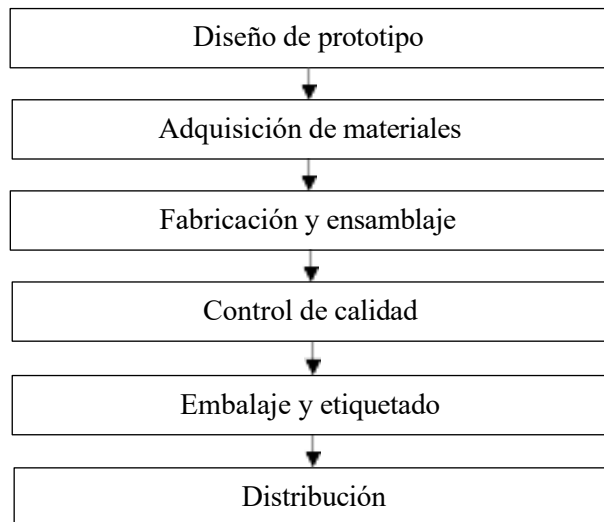 Diseño de prototipo
Adquisición de materiales
Fabricación y ensamblaje
Control de calidad
Embalaje y etiquetado
Distribución